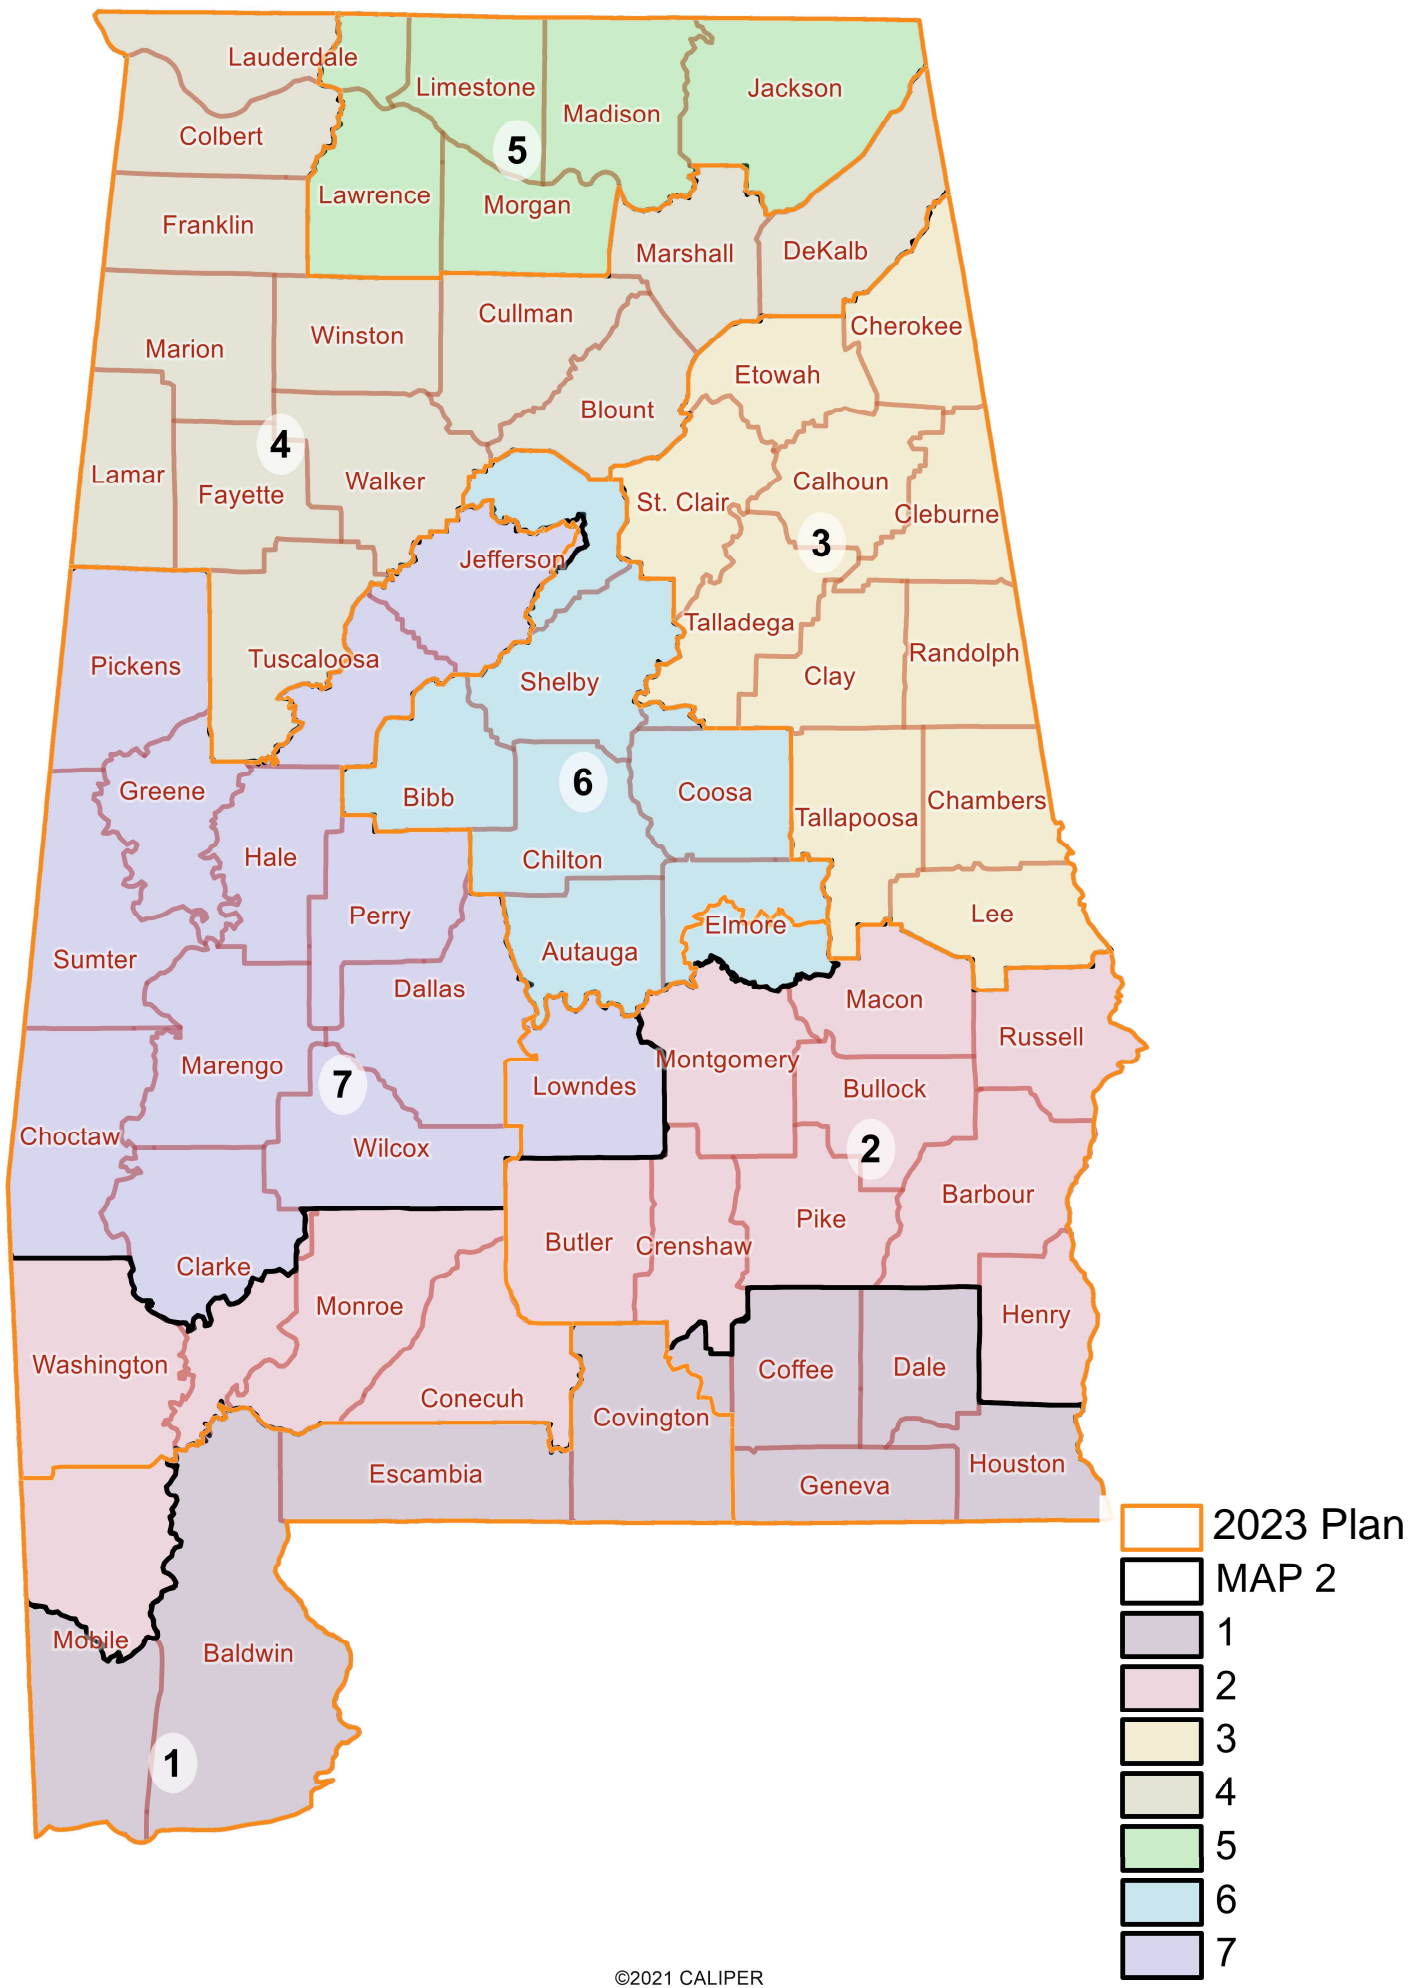 Lauderdale
Limestone
Jackson
Madison
Colbert
5
Lawrence
Morgan
Franklin
Marshall
DeKalb
Cullman
Cherokee
Winston
Marion
Etowah
Blount
4
Lamar
Walker
Calhoun
Fayette
St. Clair
Cleburne
3
Jefferson
Talladega
Randolph
Tuscaloosa
Pickens
Clay
Shelby
6
Greene
Coosa
Bibb
Chambers
Tallapoosa
Hale
Chilton
Perry
Lee
Elmore
Autauga
Sumter
Dallas
Macon
Russell
Montgomery
Marengo
7
Lowndes
Bullock
Choctaw
Wilcox
2
Barbour
Pike
Butler
Crenshaw
Clarke
Monroe
Henry
Washington
Coffee
Dale
Conecuh
Covington
Houston
Escambia
Geneva
Mobile
Baldwin
1
2023 Plan
MAP 2
1
2
3
4
5
6
7
©2021 CALIPER